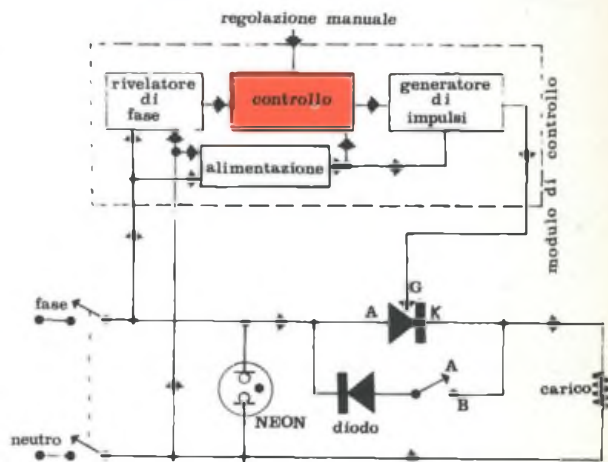 regolazione manuale
rivelatore
di
fase
controllo
generatore
di
impulsi
alimentazione
modulo di controllo
G
A
K
fase
A
B
diodo
NEON
carico
neutro